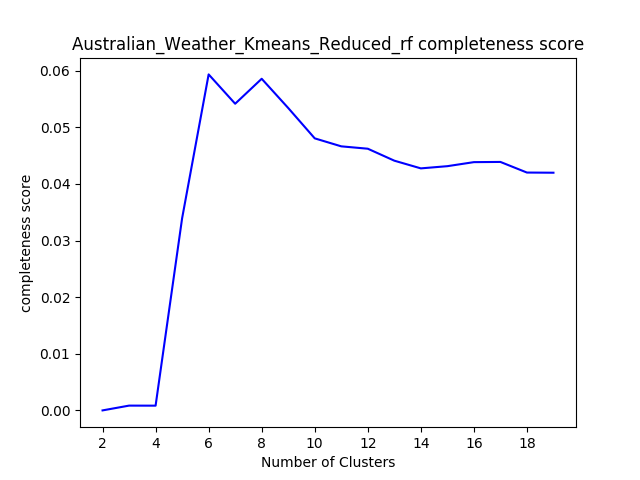 Australian_Weather_Kmeans_Reduced_rf completeness score
0.06
0.05
0.04
0.03
0.02
0.01
0.00
completeness score
2 4 6 8 10 12 14 16 18
Number of Clusters